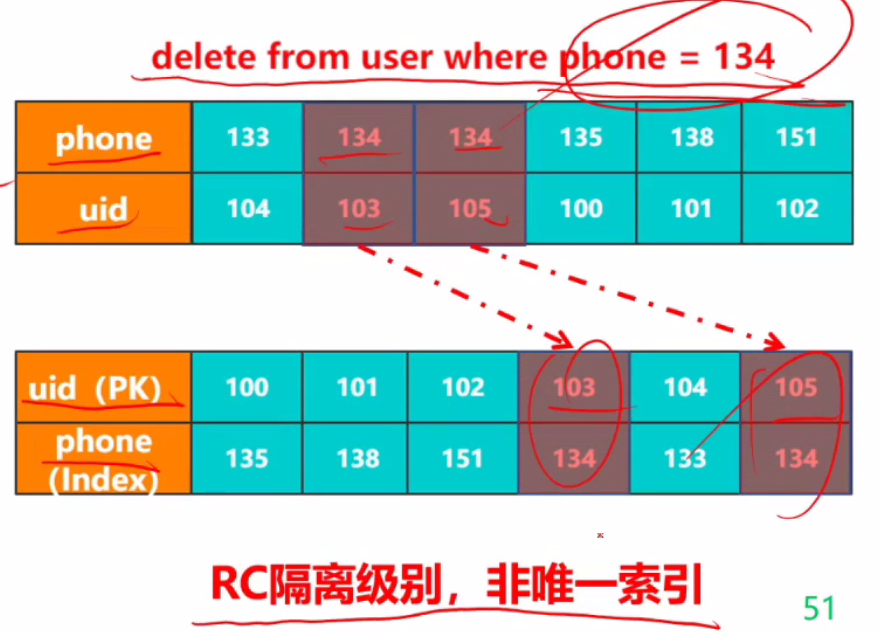 delete from user where phone = 134
phone 133 134 134 135 138 151
uid 104 103 105 100 101 102
uid（PK） 100 101 102 103 104 105
phone
(Index) 135 138 151 134 133 134
RC隔离级别，非唯一索引
51